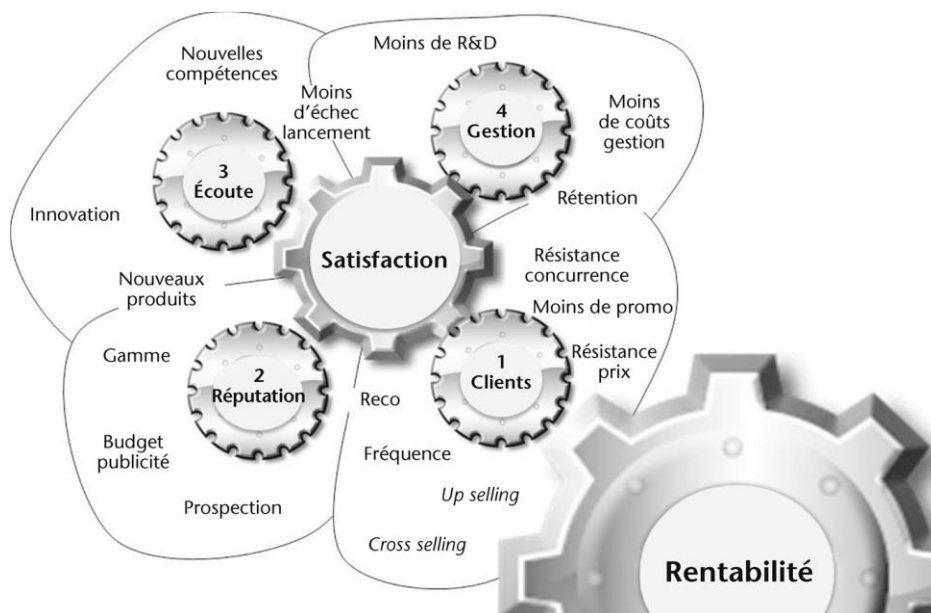 Moins de R&D
Nouvelles
compétences
Moins
d'échec
lancement
4
Gestion
Moins
de coûts
gestion
3
Écoute
Innovation
Rétention
Satisfaction
Résistance
concurrence
Nouveaux
produits
Moins de promo
Gamme
Résistance
prix
2
Réputation
1
Clients
Reco
Budget
publicité
Fréquence
Up selling
Prospection
Cross selling
Rentabilité